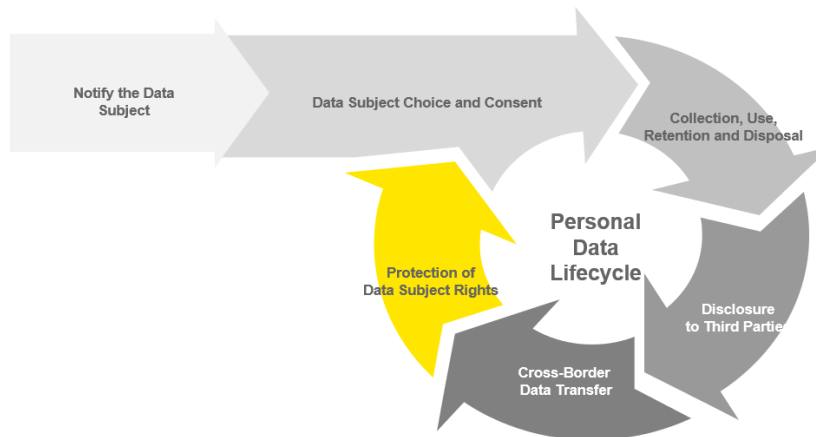 Notify the Data
Subject
Data Subject Choice and Consent
Collection, Use,
Retention and Disposal
Personal
Data
Lifecycle
Protection of
Data Subject Rights
Disclosure
to Third Parties
Cross-Border
Data Transfer